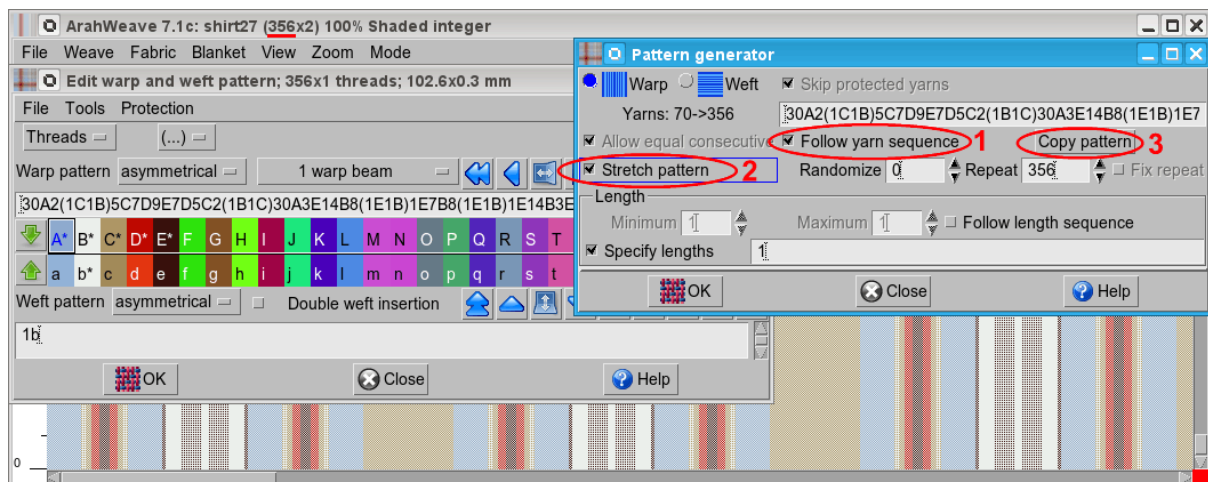 ArahWeave 7.1c: shirt27 (356x2) 100% Shaded integer
File Weave Fabric Blanket View Zoom Mode
Edit warp and weft pattern; 356x1 threads; 102.6x0.3 mm
File Tools Protection
Threads (...)
Warp pattern asymmetrical 1 warp beam
30A2(1C1B)5C7D9E7D5C2(1B1C)30A3E14B8(1E1B)1E7B8(1E1B)1E14B3E
A* B* C* D* E* F G H I J K L M N O P Q R S T
a b* c d e f g h i j k l m n o p q r s t
Weft pattern asymmetrical Double weft insertion
1b
OK Close Help
0
Pattern generator
Warp Weft Skip protected yarns
Yarns: 70->356 30A2(1C1B)5C7D9E7D5C2(1B1C)30A3E14B8(1E1B)1E7
Allow equal consecutive Follow yarn sequence 1 Copy pattern 3
Stretch pattern 2 Randomize 0 Repeat 356 Fix repeat
Length
Minimum 1 Maximum 1 Follow length sequence
Specify lengths 1
OK Close Help